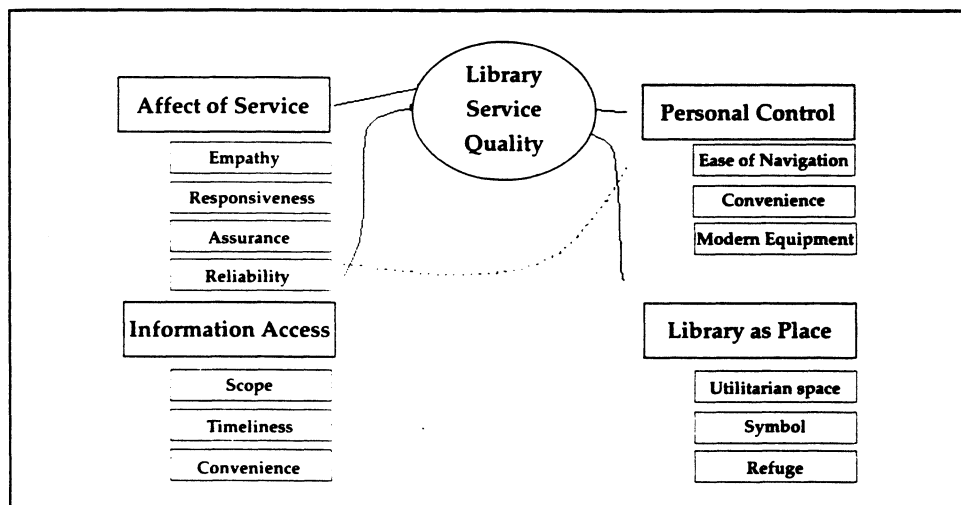 Library
Service
Quality
Affect of Service
Empathy
Responsiveness
Assurance
Reliability
Information Access
Scope
Timeliness
Convenience
Personal Control
Ease of Navigation
Convenience
Modern Equipment
Library as Place
Utilitarian space
Symbol
Refuge